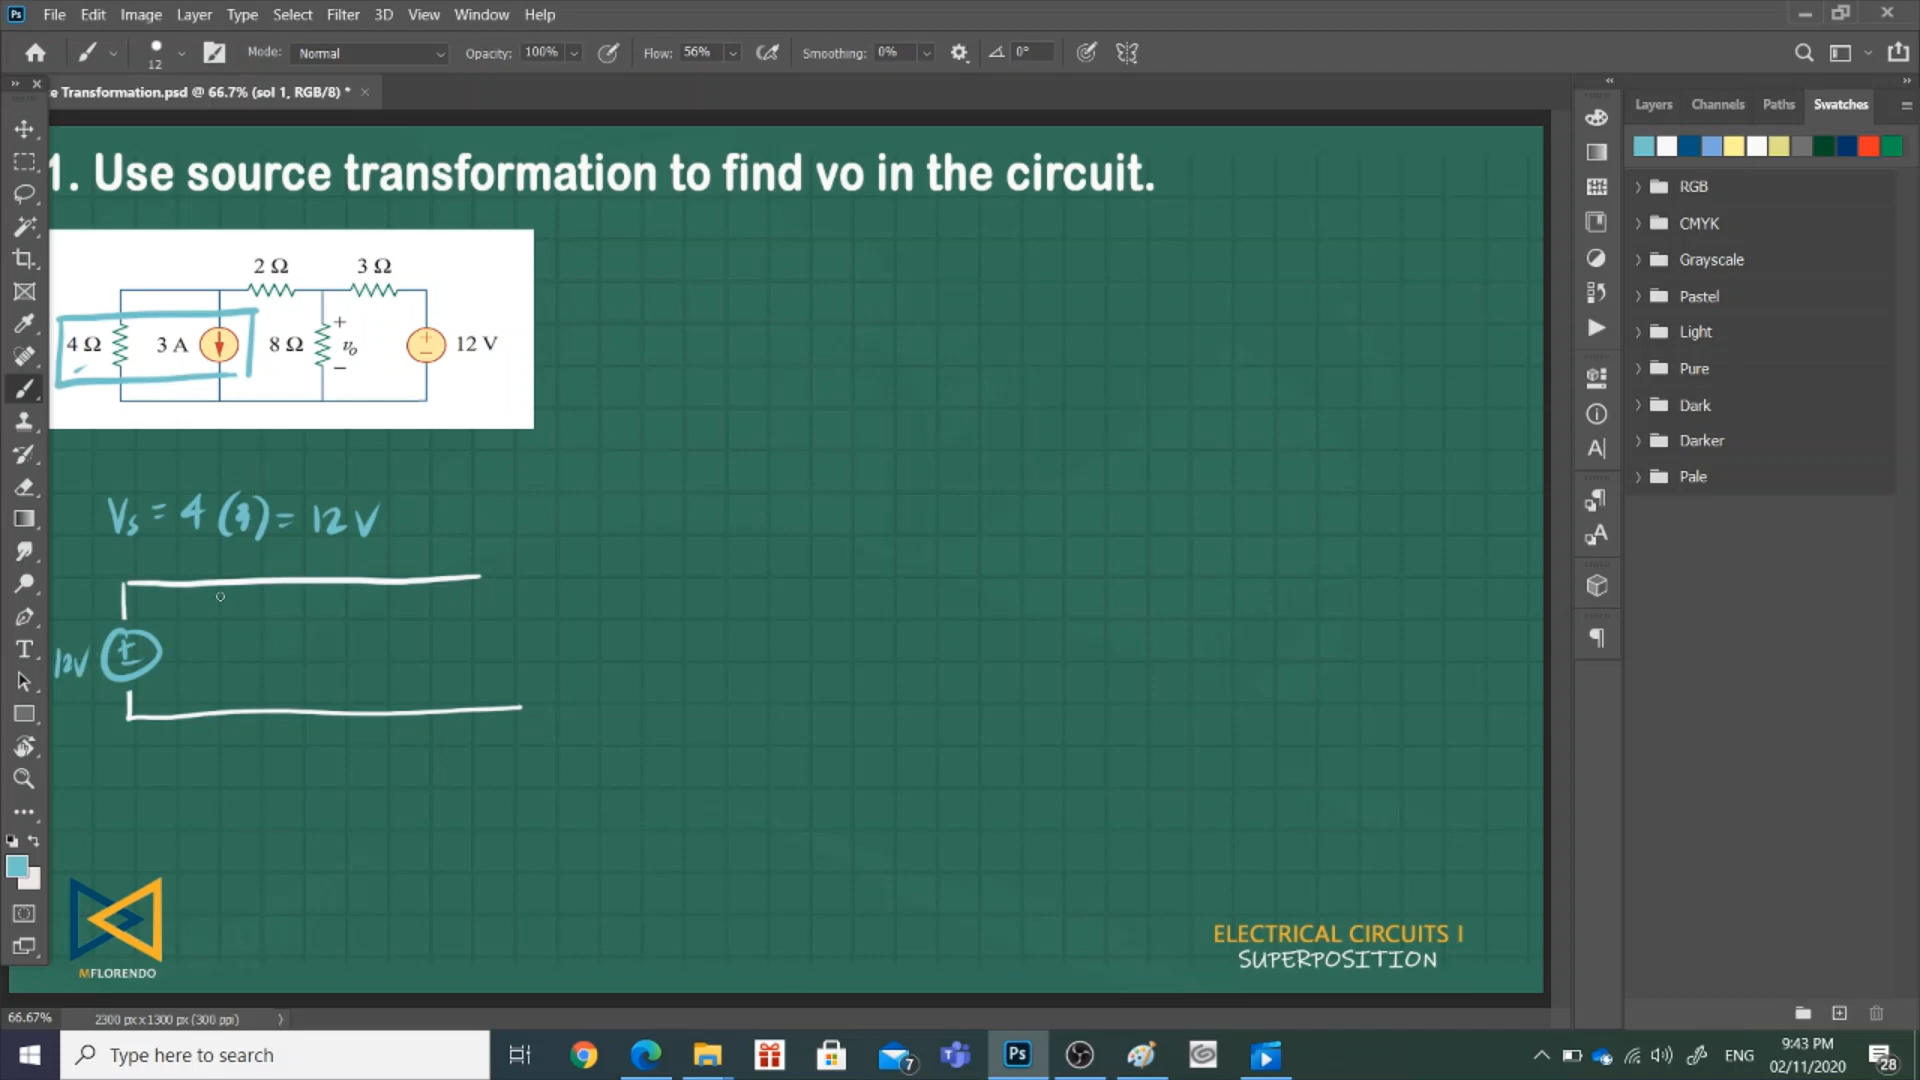 Ps File Edit Image Layer Type Select Filter 3D View Window Help
12 Mode: Normal Opacity: 100% Flow: 56% Smoothing: 0% 0°
e Transformation.psd @ 66.7% (sol 1, RGB/8) *
Layers Channels Paths Swatches
1. Use source transformation to find vo in the circuit.
RGB
CMYK
Grayscale
Pastel
Light
Pure
Dark
Darker
Pale
2 Ω 3 Ω
4 Ω 3 A 8 Ω + vo − + − 12 V
Vs = 4 (3) = 12 V
12V ±
MFLORENDO
ELECTRICAL CIRCUITS I
SUPERPOSITION
66.67% 2300 px x 1300 px (300 ppi)
Type here to search
7
Ps
ENG
9:43 PM
02/11/2020
28